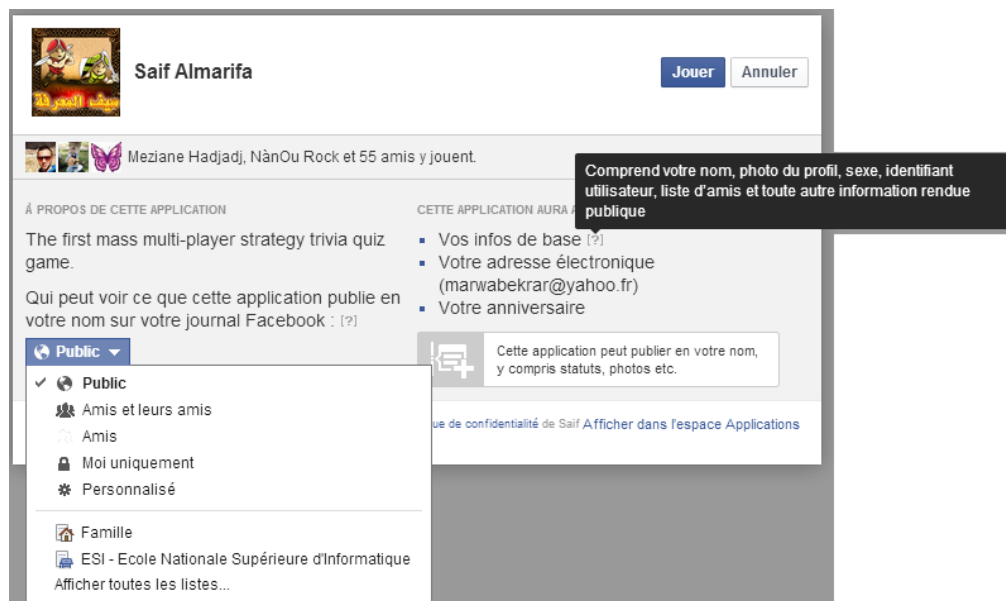 سيف المعرفة
Saif Almarifa
Jouer
Annuler
Meziane Hadjadj, NànOu Rock et 55 amis y jouent.
Comprend votre nom, photo du profil, sexe, identifiant
utilisateur, liste d'amis et toute autre information rendue
publique
Á PROPOS DE CETTE APPLICATION
The first mass multi-player strategy trivia quiz
game.
Qui peut voir ce que cette application publie en
votre nom sur votre journal Facebook : [?]
CETTE APPLICATION AURA
Vos infos de base [?]
Votre adresse électronique
(marwabekrar@yahoo.fr)
Votre anniversaire
Cette application peut publier en votre nom,
y compris statuts, photos etc.
Public
Public
Amis et leurs amis
Amis
Moi uniquement
Personnalisé
Famille
ESI - Ecole Nationale Supérieure d'Informatique
Afficher toutes les listes...
ue de confidentialité de Saif Afficher dans l'espace Applications